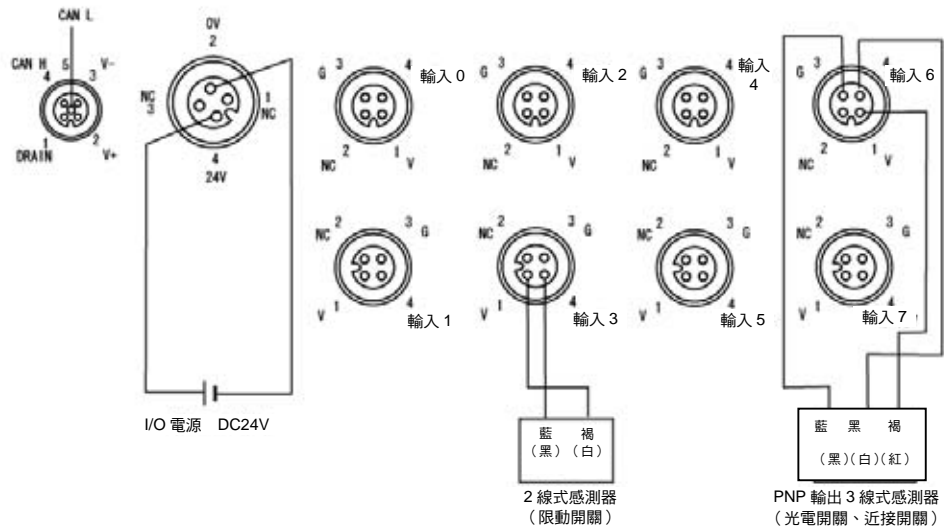 CAN L
CAN H 4 5 3 V-
DRAIN 1 2 V+
0V
2
NC 3 1 NC
4
24V
G 3 4 輸入 0
NC 2 1 V
G 3 4 輸入 2
NC 2 1 V
G 3 4 輸入
4
NC 2 1 V
G 3 4 輸入 6
NC 2 1 V
NC 2 3 G
V 1 4 輸入 1
NC 2 3 G
V 1 4 輸入 3
NC 2 3 G
V 1 4 輸入 5
NC 2 3 G
V 1 4 輸入 7
I/O 電源 DC24V
藍 褐
(黑) (白)
2 線式感測器
(限動開關)
藍 黑 褐
(黑)(白)(紅)
PNP 輸出 3 線式感測器
(光電開關、近接開關)